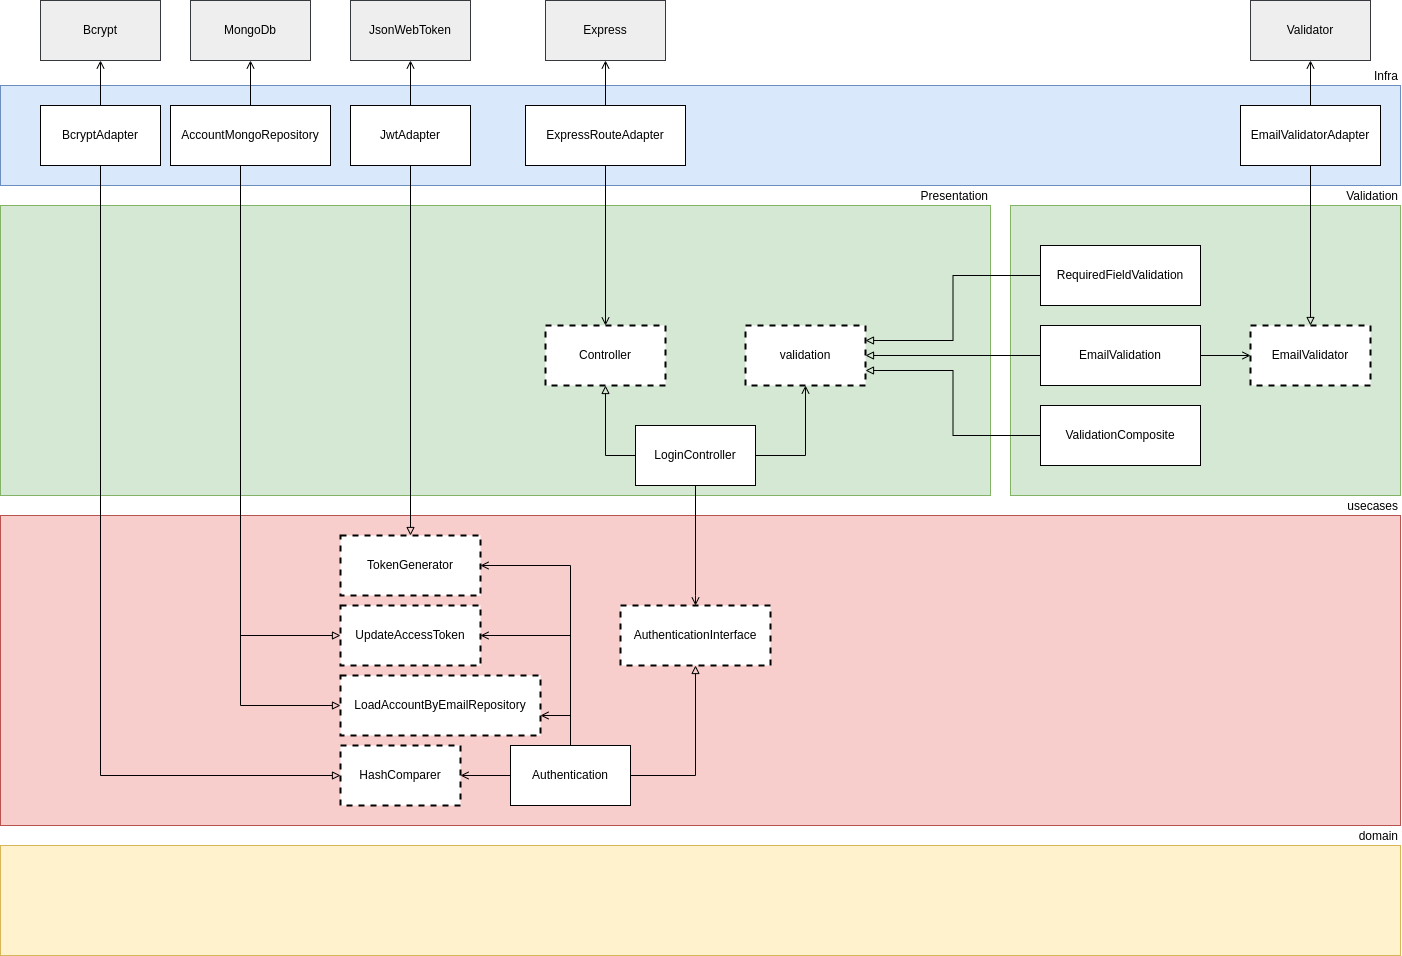 Bcrypt
MongoDb
JsonWebToken
Express
Validator
Infra
BcryptAdapter
AccountMongoRepository
JwtAdapter
ExpressRouteAdapter
EmailValidatorAdapter
Presentation
Validation
RequiredFieldValidation
Controller
validation
EmailValidation
EmailValidator
ValidationComposite
LoginController
usecases
TokenGenerator
UpdateAccessToken
AuthenticationInterface
LoadAccountByEmailRepository
HashComparer
Authentication
domain